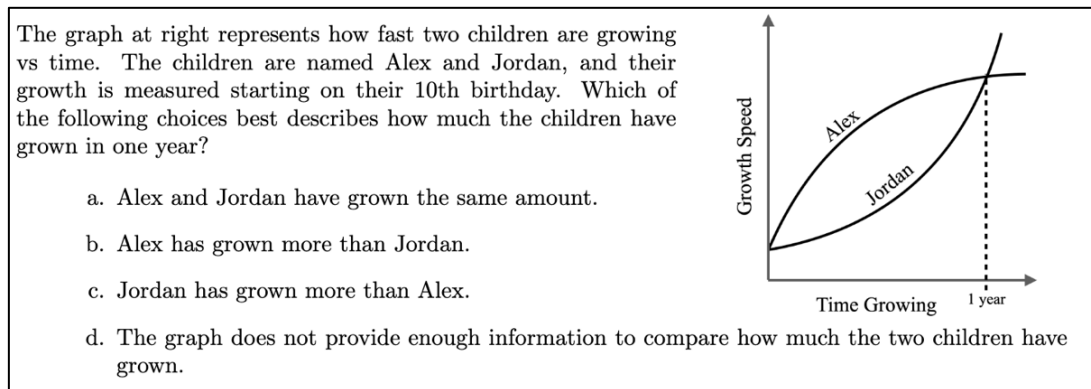 The graph at right represents how fast two children are growing
vs time. The children are named Alex and Jordan, and their
growth is measured starting on their 10th birthday. Which of
the following choices best describes how much the children have
grown in one year?
a. Alex and Jordan have grown the same amount.
b. Alex has grown more than Jordan.
c. Jordan has grown more than Alex.
d. The graph does not provide enough information to compare how much the two children have
grown.
Growth Speed
Alex
Jordan
Time Growing
1 year